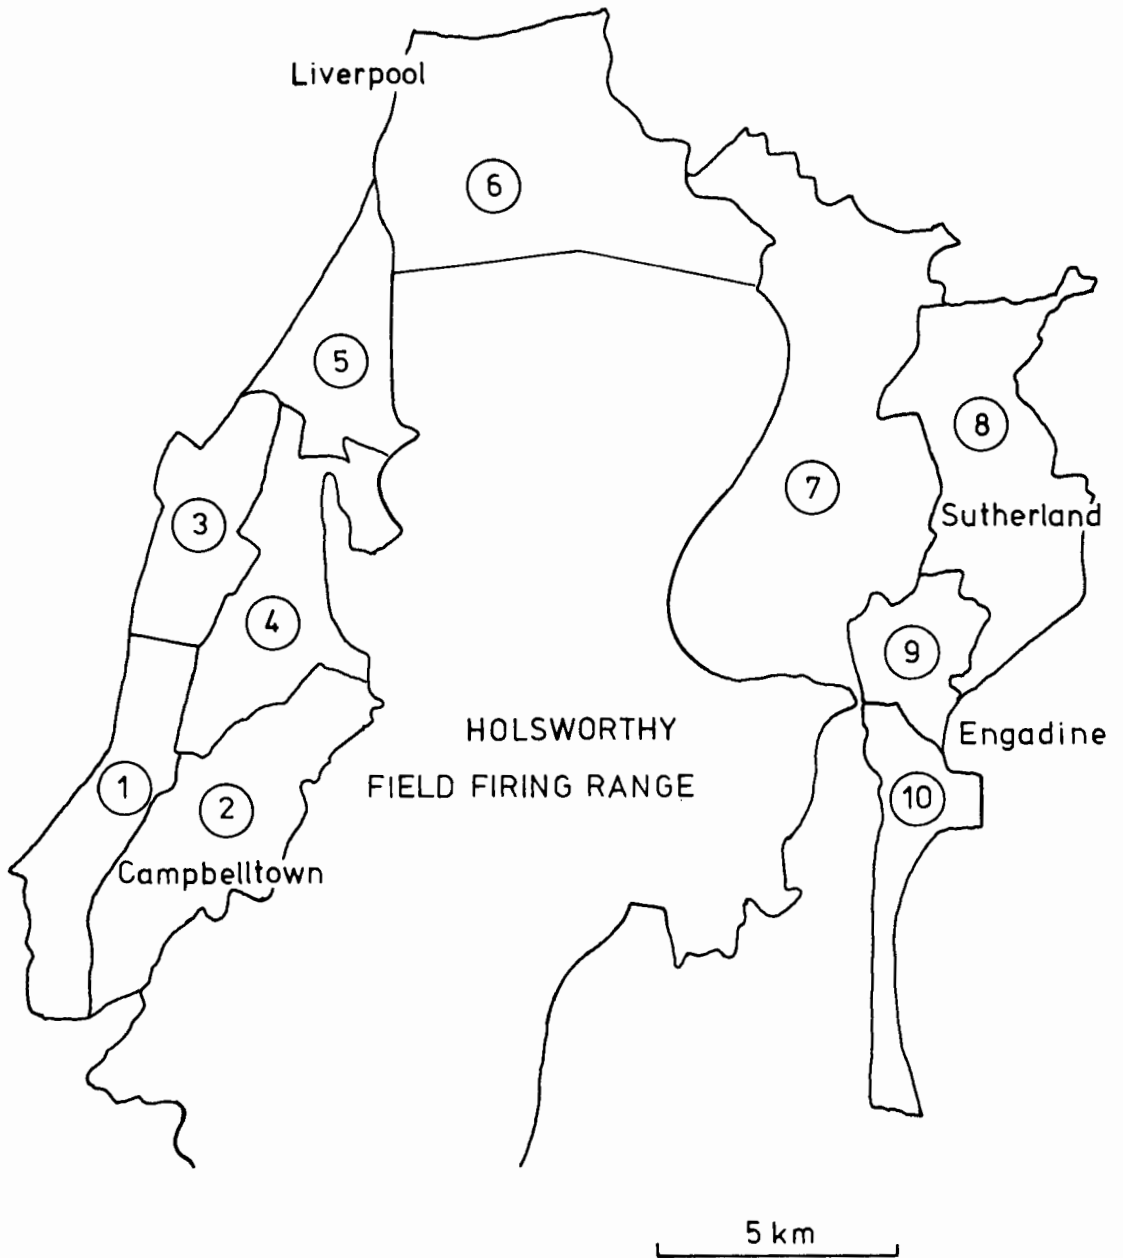 Liverpool
6
5
8
7
Sutherland
3
4
9
HOLSWORTHY
Engadine
FIELD FIRING RANGE
1
2
10
Campbelltown
5 km